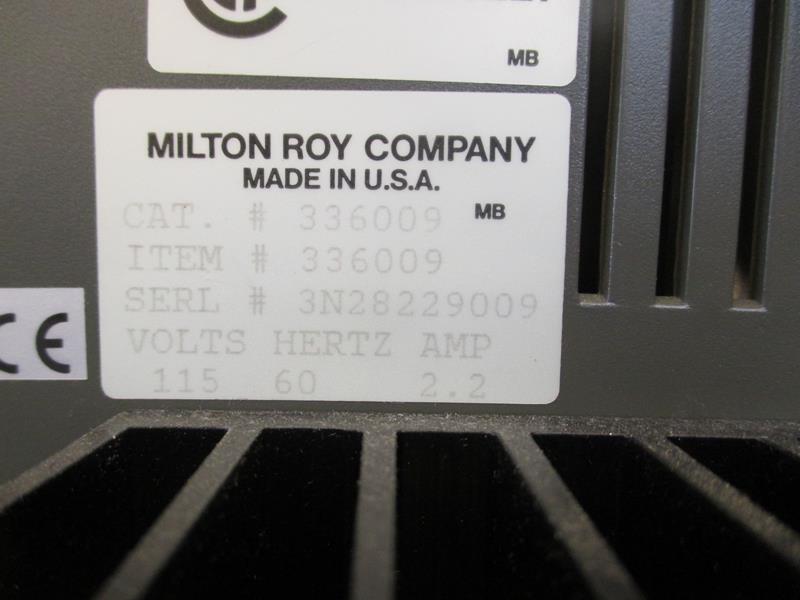 MB
MILTON ROY COMPANY
MADE IN U.S.A.
CAT. # 336009 MB
ITEM # 336009
SERL # 3N28229009
VOLTS HERTZ AMP
115 60 2.2
CE